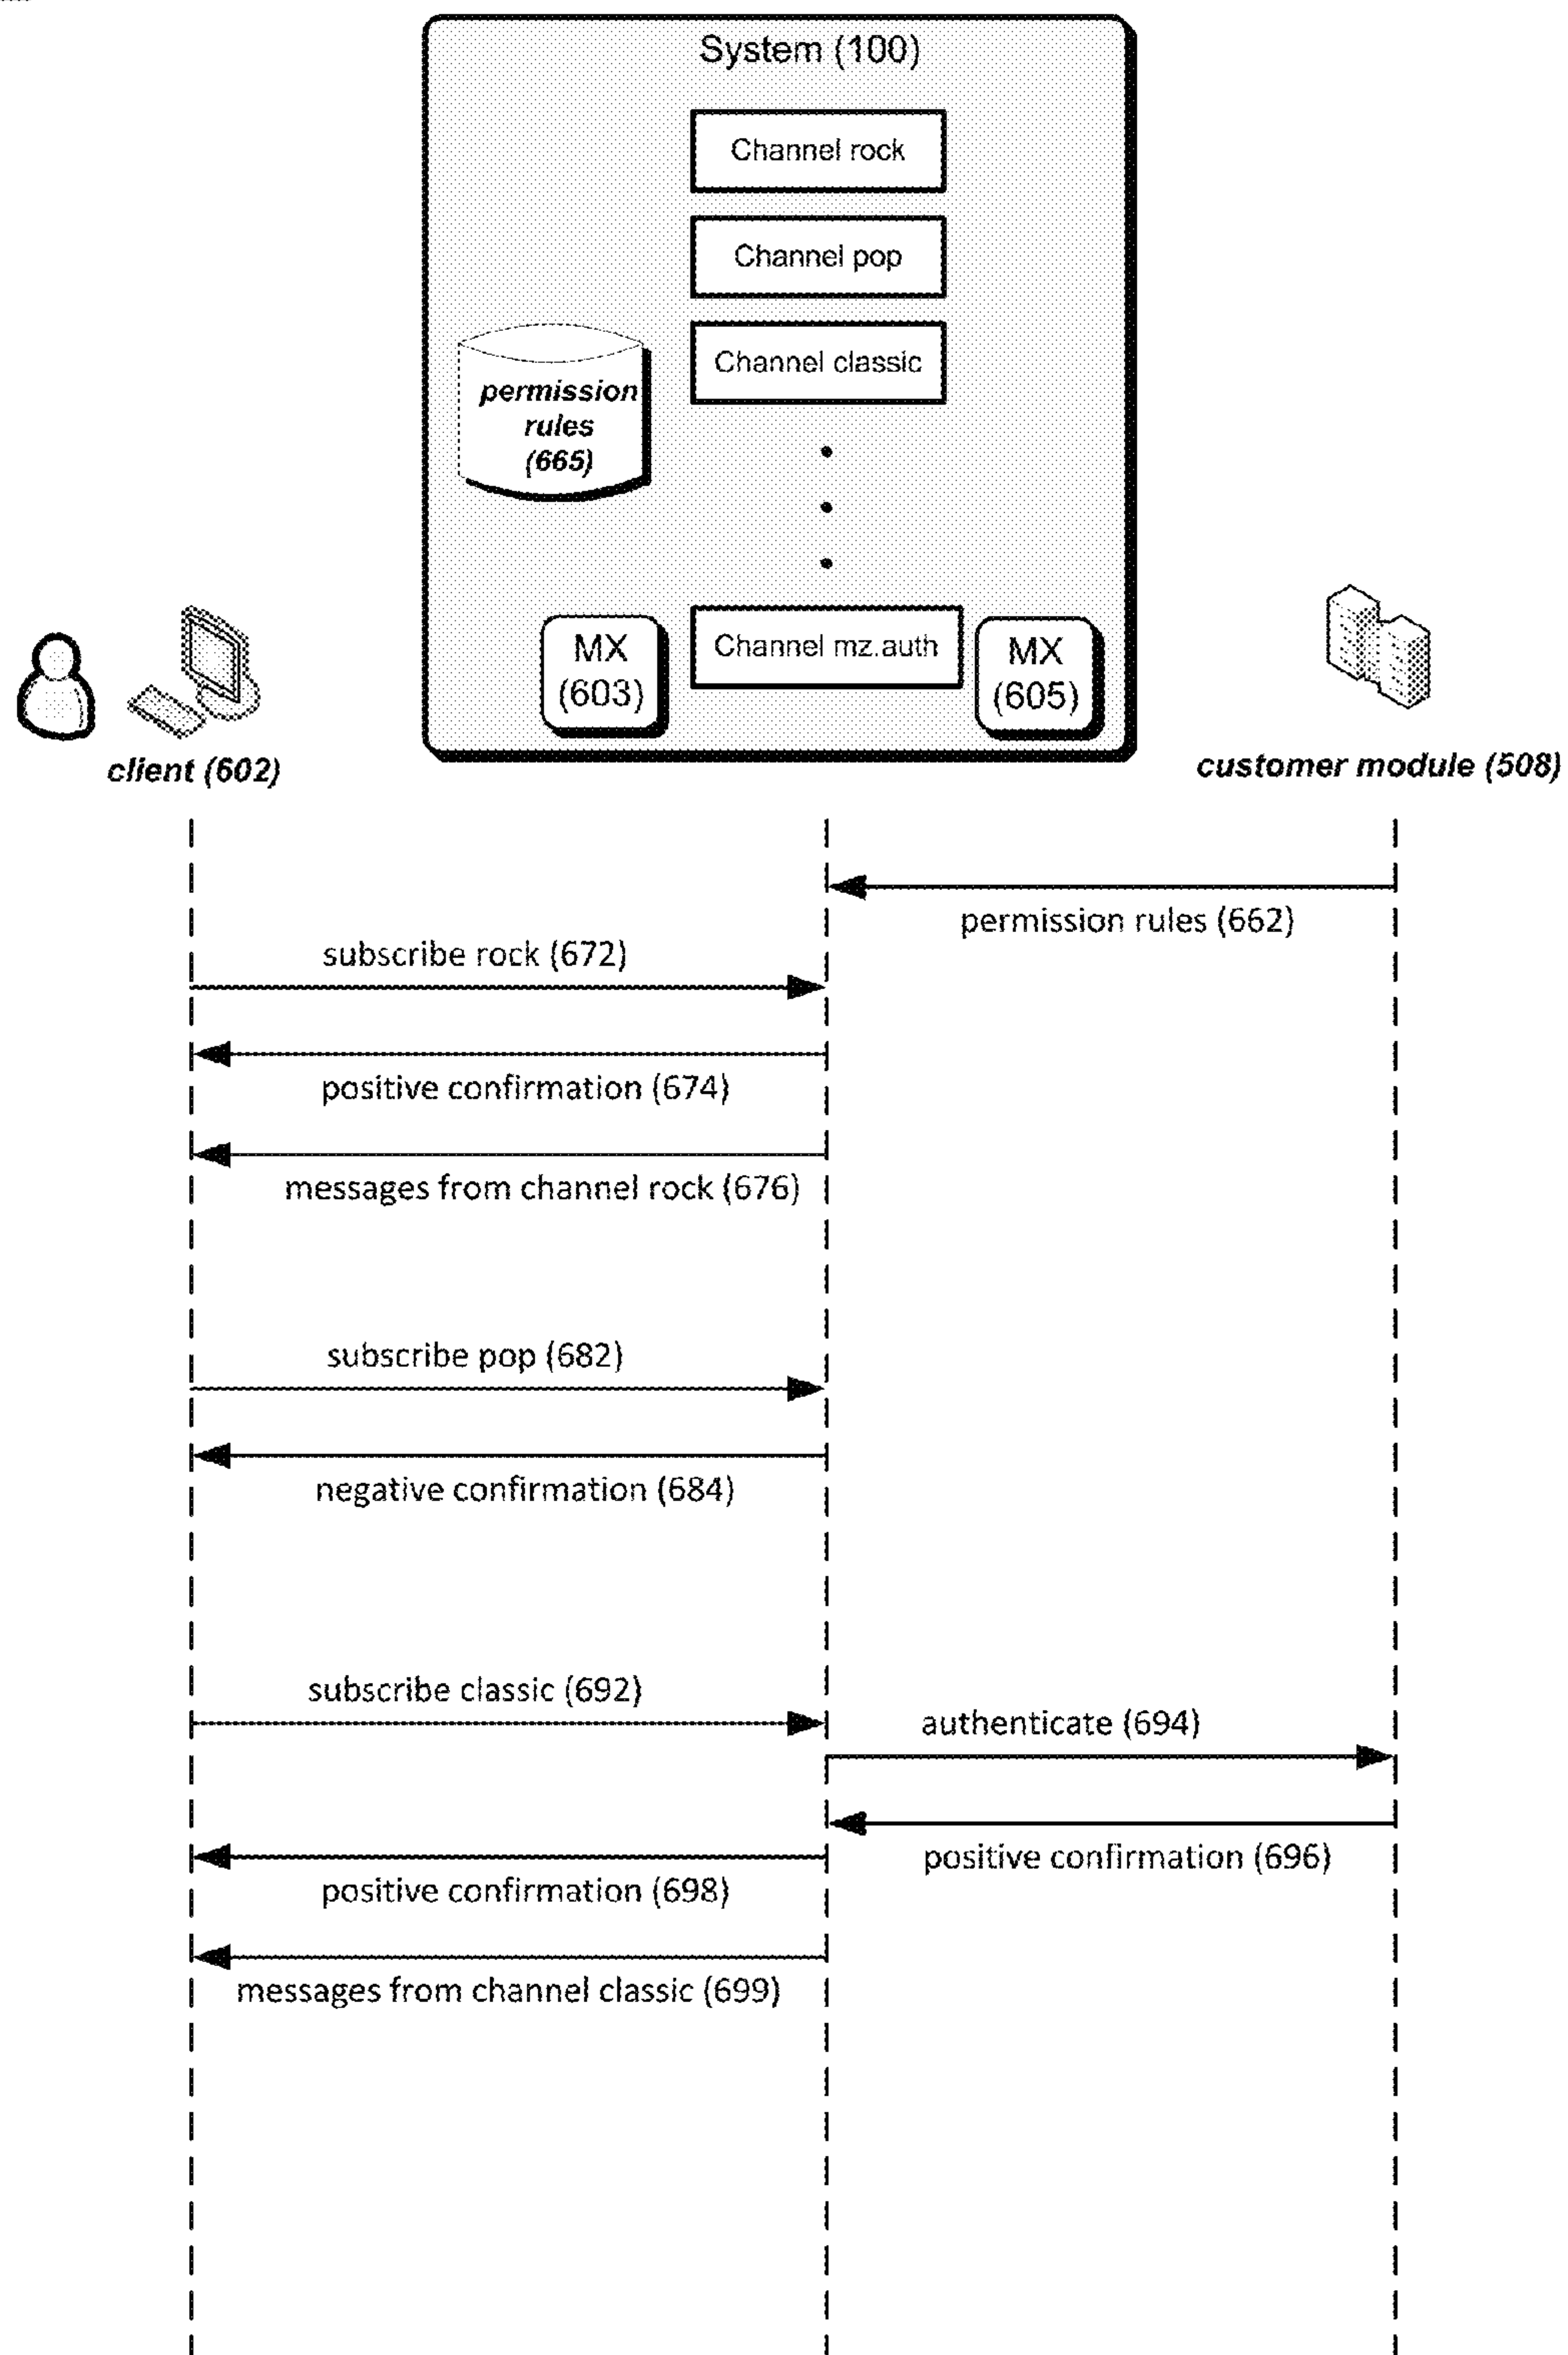 System (100)
Channel rock
Channel pop
Channel classic
permission
rules
(665)
MX
(603)
Channel mz.auth
MX
(605)
client (602)
customer module (508)
permission rules (662)
subscribe rock (672)
positive confirmation (674)
messages from channel rock (676)
subscribe pop (682)
negative confirmation (684)
subscribe classic (692)
authenticate (694)
positive confirmation (696)
positive confirmation (698)
messages from channel classic (699)